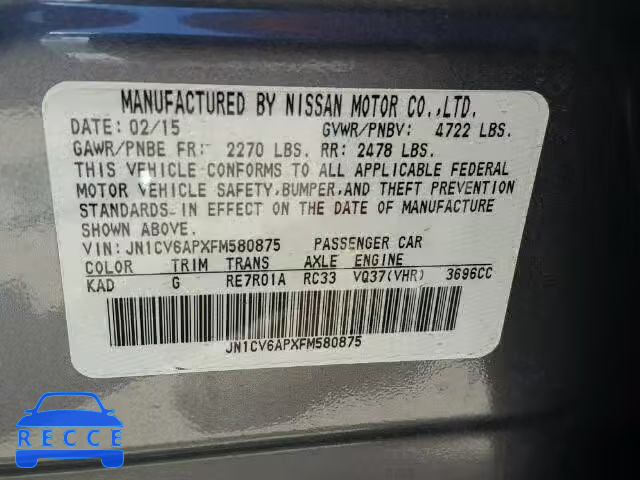 MANUFACTURED BY NISSAN MOTOR CO.,LTD.
DATE: 02/15 GVWR/PNBV: 4722 LBS.
GAWR/PNBE FR: 2270 LBS. RR: 2478 LBS.
THIS VEHICLE CONFORMS TO ALL APPLICABLE FEDERAL
MOTOR VEHICLE SAFETY,BUMPER,AND THEFT PREVENTION
STANDARDS IN EFFECT ON THE DATE OF MANUFACTURE
SHOWN ABOVE.
VIN: JN1CV6APXFM580875 PASSENGER CAR
COLOR TRIM TRANS AXLE ENGINE
KAD G RE7R01A RC33 VQ37(VHR) 3696CC
JN1CV6APXFM580875
RECCE